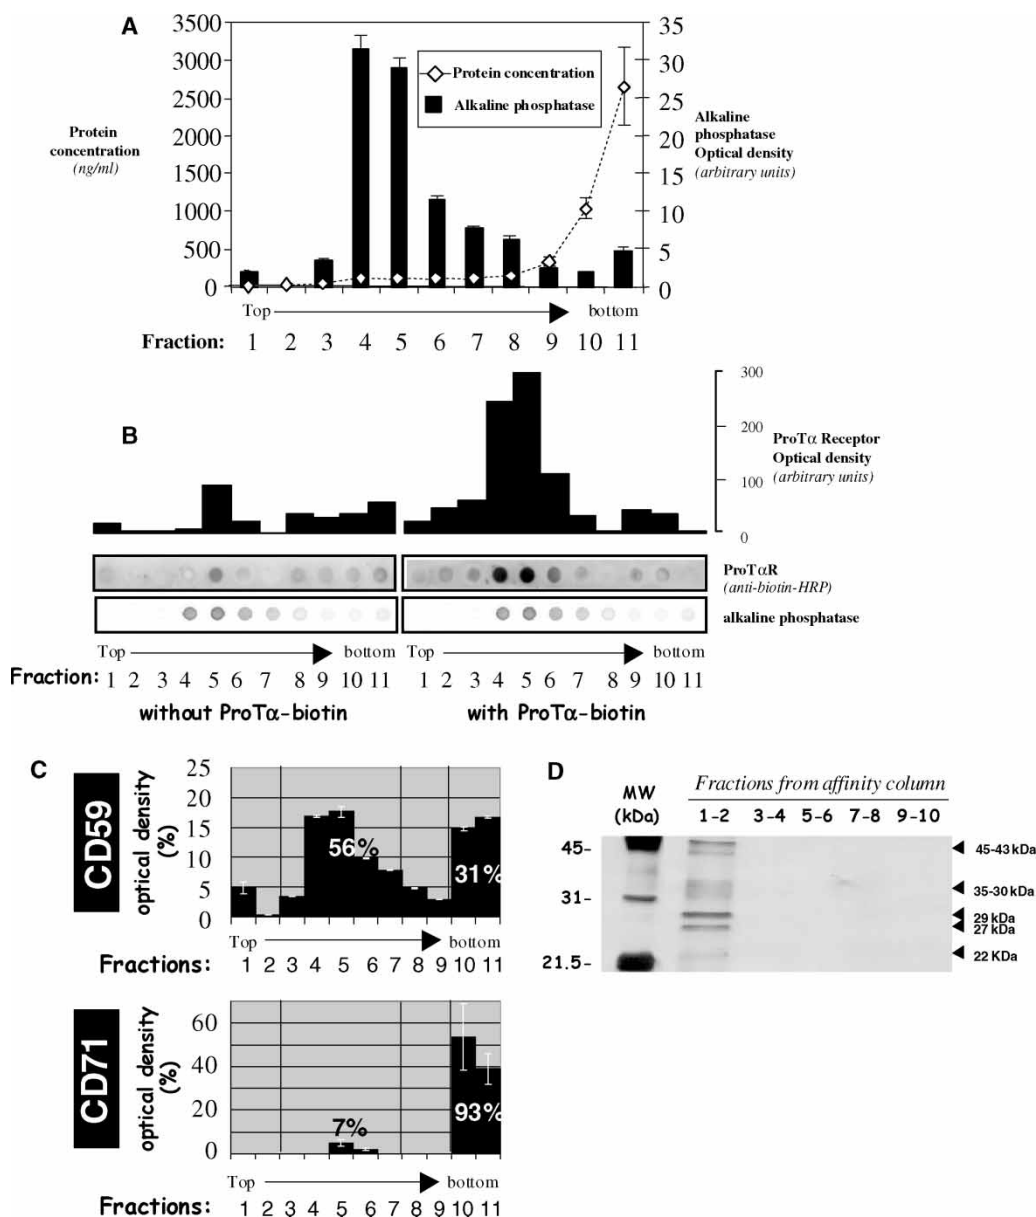 A
3500
3000
2500
2000
1500
1000
500
0
Protein
concentration
(ng/ml)
Protein concentration
Alkaline phosphatase
35
30
25
20
15
10
5
0
Alkaline
phosphatase
Optical density
(arbitrary units)
Top bottom
Fraction: 1 2 3 4 5 6 7 8 9 10 11
B
300
200
100
0
ProTα Receptor
Optical density
(arbitrary units)
ProTαR
(anti-biotin-HRP)
alkaline phosphatase
Top bottom Top bottom
Fraction: 1 2 3 4 5 6 7 8 9 10 11 1 2 3 4 5 6 7 8 9 10 11
without ProTα-biotin with ProTα-biotin
C
CD59
optical density
(%)
25
20
15
10
5
0
56%
31%
Top bottom
Fractions: 1 2 3 4 5 6 7 8 9 10 11
CD71
optical density
(%)
60
40
20
0
7%
93%
Top bottom
Fractions: 1 2 3 4 5 6 7 8 9 10 11
D
MW
(kDa)
Fractions from affinity column
1-2 3-4 5-6 7-8 9-10
45-
31-
21.5-
45-43 kDa
35-30 kDa
29 kDa
27 kDa
22 KDa